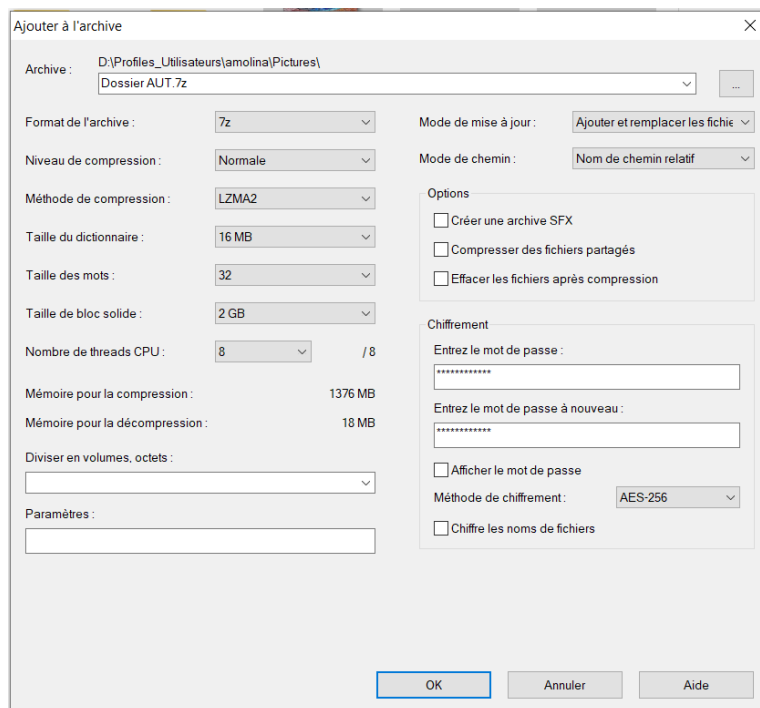 Ajouter à l'archive
Archive :
D:\Profiles_Utilisateurs\amolina\Pictures\
Dossier AUT.7z
...
Format de l'archive :
7z
Niveau de compression :
Normale
Méthode de compression :
LZMA2
Taille du dictionnaire :
16 MB
Taille des mots :
32
Taille de bloc solide :
2 GB
Nombre de threads CPU :
8
/ 8
Mémoire pour la compression :
1376 MB
Mémoire pour la décompression :
18 MB
Diviser en volumes, octets :
Paramètres :
Mode de mise à jour :
Ajouter et remplacer les fichie
Mode de chemin :
Nom de chemin relatif
Options
Créer une archive SFX
Compresser des fichiers partagés
Effacer les fichiers après compression
Chiffrement
Entrez le mot de passe :
************
Entrez le mot de passe à nouveau :
************
Afficher le mot de passe
Méthode de chiffrement :
AES-256
Chiffre les noms de fichiers
OK
Annuler
Aide